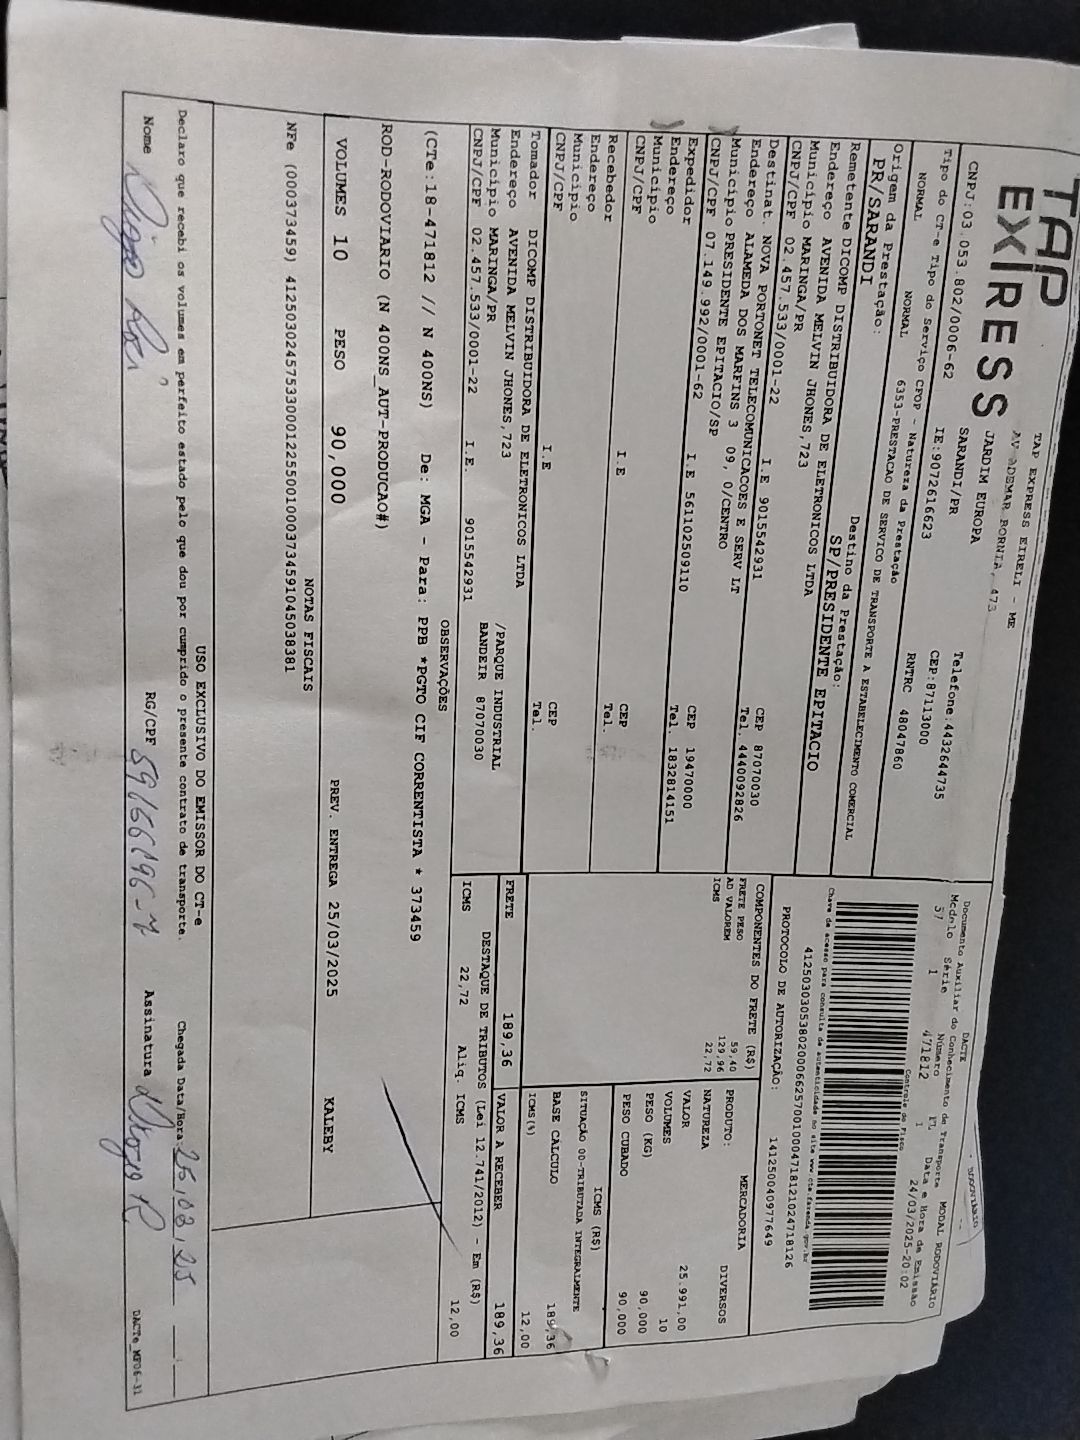 TAP
EXPRESS
TAP EXPRESS EIRELI - ME
AV ADEMAR BORNIA, 473
JARDIM EUROPA
SARANDI/PR
Telefone:4432644735
CEP:87113000
CNPJ:03.053.802/0006-62
IE:9072616623
RNTRC 48047860
RODOVIÁRIO
DACTE
Documento Auxiliar do Conhecimento de Transporte
MODAL RODOVIÁRIO
Modelo Série Número FL Data e Hora de Emissão
57 1 471812 1 24/03/2025-20:02
Controle do Fisco
Chave de acesso para consulta de autenticidade no site www.cte.fazenda.gov.br
41250303053802000662570010004718121024718126
PROTOCOLO DE AUTORIZAÇÃO: 141250040977649
Tipo do CT-e Tipo do Serviço CFOP - Natureza da Prestação
NORMAL NORMAL 6353-PRESTACAO DE SERVICO DE TRANSPORTE A ESTABELECIMENTO COMERCIAL
Origem da Prestação: Destino da Prestação:
PR/SARANDI SP/PRESIDENTE EPITACIO
Remetente DICOMP DISTRIBUIDORA DE ELETRONICOS LTDA
Endereço AVENIDA MELVIN JHONES,723
Município MARINGA/PR CEP 87070030
CNPJ/CPF 02.457.533/0001-22 I.E 9015542931 Tel. 4440092826
Destinat. NOVA PORTONET TELECOMUNICACOES E SERV LT
Endereço ALAMEDA DOS MARFINS 3 09, 0/CENTRO
Município PRESIDENTE EPITACIO/SP CEP 19470000
CNPJ/CPF 07.149.992/0001-62 I.E 561102509110 Tel. 1832814151
Expedidor
Endereço
Município CEP
CNPJ/CPF I.E Tel.
Recebedor
Endereço
Município CEP
CNPJ/CPF I.E Tel.
Tomador DICOMP DISTRIBUIDORA DE ELETRONICOS LTDA
Endereço AVENIDA MELVIN JHONES,723 /PARQUE INDUSTRIAL
Município MARINGA/PR BANDEIR 87070030
CNPJ/CPF 02.457.533/0001-22 I.E. 9015542931
COMPONENTES DO FRETE (R$)
FRETE PESO 59,40
AD VALOREM 129,96
ICMS 22,72
PRODUTO: MERCADORIA
NATUREZA DIVERSOS
VALOR 25.991,00
VOLUMES 10
PESO (KG) 90,000
PESO CUBADO 90,000
ICMS (R$)
SITUAÇÃO 00-TRIBUTADA INTEGRALMENTE
BASE CÁLCULO 189,36
ICMS(%) 12,00
FRETE 189,36 VALOR A RECEBER 189,36
DESTAQUE DE TRIBUTOS (Lei 12.741/2012) - Em (R$)
ICMS 22,72 Aliq. ICMS 12,00
OBSERVAÇÕES
(CTe:18-471812 // N 400NS) De: MGA - Para: PPB *PGTO CIF CORRENTISTA * 373459
ROD-RODOVIARIO (N 400NS_AUT-PRODUCAO#)
VOLUMES 10 PESO 90,000 PREV. ENTREGA 25/03/2025 KALEBY
NOTAS FISCAIS
NFe (000373459) 41250302457533000122550010003734591045038381
USO EXCLUSIVO DO EMISSOR DO CT-e
Declaro que recebi os volumes em perfeito estado pelo que dou por cumprido o presente contrato de transporte. Chegada Data/Hora
Nome RG/CPF Assinatura
DACTe_MF06-31